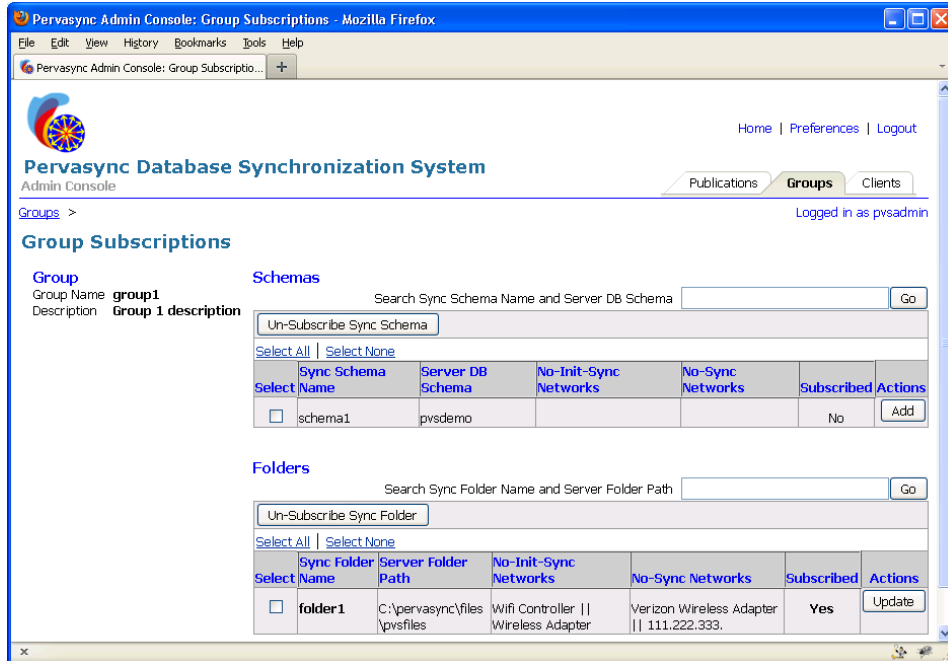 Pervasync Admin Console: Group Subscriptions - Mozilla Firefox
File Edit View History Bookmarks Tools Help
Pervasync Admin Console: Group Subscriptio...
Home | Preferences | Logout
Pervasync Database Synchronization System
Admin Console
Publications Groups Clients
Groups >
Logged in as pvsadmin
Group Subscriptions
Group
Group Name group1
Description Group 1 description
Schemas
Search Sync Schema Name and Server DB Schema Go
Un-Subscribe Sync Schema
Select All | Select None
Select Sync Schema Name Server DB Schema No-Init-Sync Networks No-Sync Networks Subscribed Actions
schema1 pvsdemo No Add
Folders
Search Sync Folder Name and Server Folder Path Go
Un-Subscribe Sync Folder
Select All | Select None
Select Sync Folder Name Server Folder Path No-Init-Sync Networks No-Sync Networks Subscribed Actions
folder1 C:\pervasync\files\pvsfiles Wifi Controller || Wireless Adapter Verizon Wireless Adapter || 111.222.333. Yes Update